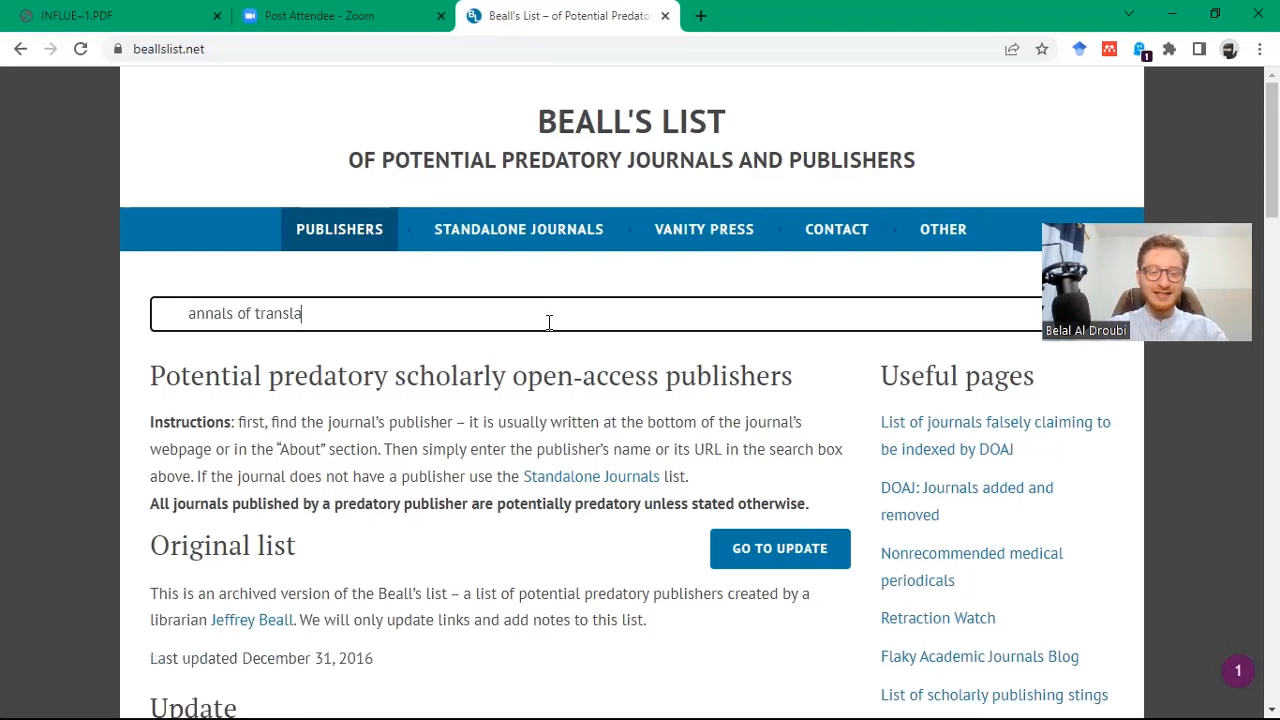 INFLUE~1.PDF
Post Attendee - Zoom
Beall's List – of Potential Predato
beallslist.net
1
BEALL'S LIST
OF POTENTIAL PREDATORY JOURNALS AND PUBLISHERS
PUBLISHERS
STANDALONE JOURNALS
VANITY PRESS
CONTACT
OTHER
annals of transla
Belal Al Droubi
Potential predatory scholarly open-access publishers
Instructions: first, find the journal's publisher – it is usually written at the bottom of the journal's
webpage or in the “About” section. Then simply enter the publisher's name or its URL in the search box
above. If the journal does not have a publisher use the Standalone Journals list.
All journals published by a predatory publisher are potentially predatory unless stated otherwise.
Original list
GO TO UPDATE
This is an archived version of the Beall's list – a list of potential predatory publishers created by a
librarian Jeffrey Beall. We will only update links and add notes to this list.
Last updated December 31, 2016
Update
Useful pages
List of journals falsely claiming to
be indexed by DOAJ
DOAJ: Journals added and
removed
Nonrecommended medical
periodicals
Retraction Watch
Flaky Academic Journals Blog
List of scholarly publishing stings
1